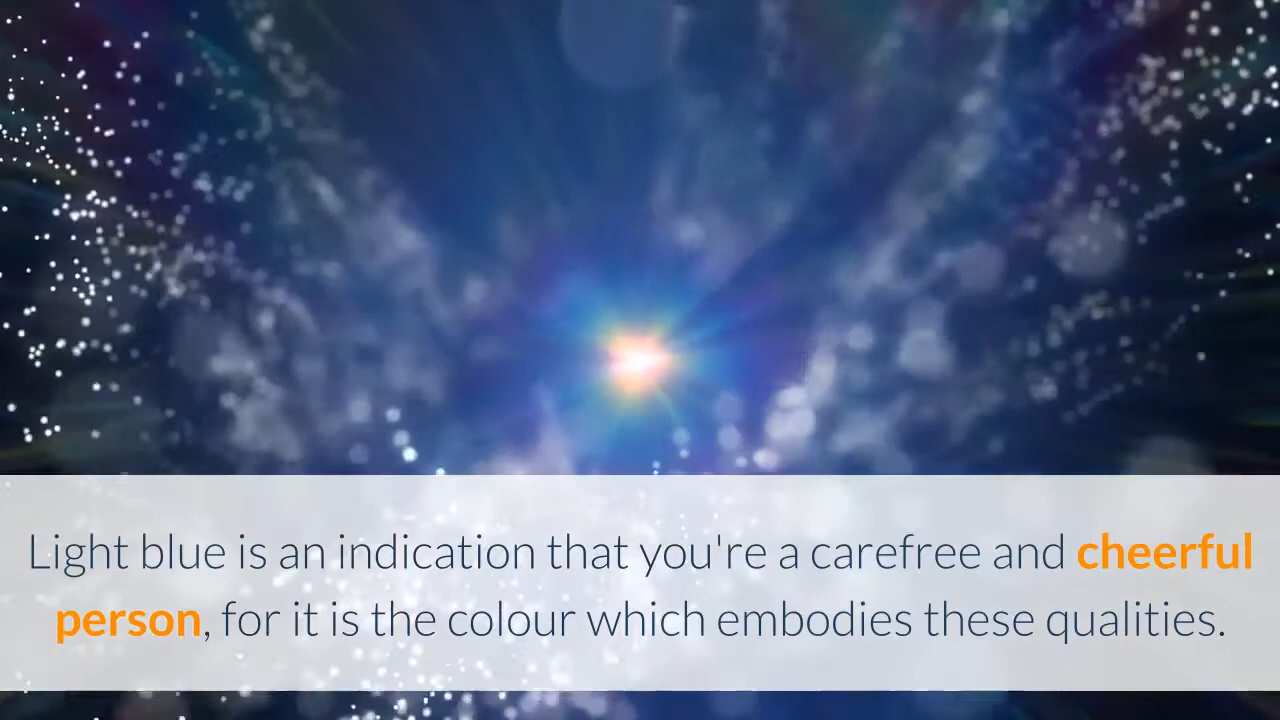 Light blue is an indication that you're a carefree and cheerful
person, for it is the colour which embodies these qualities.